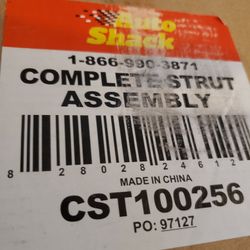 Auto
Shack
1-866-990-3871
COMPLETE STRUT
ASSEMBLY
8 28028 24612
MADE IN CHINA
CST100256
PO: 97127